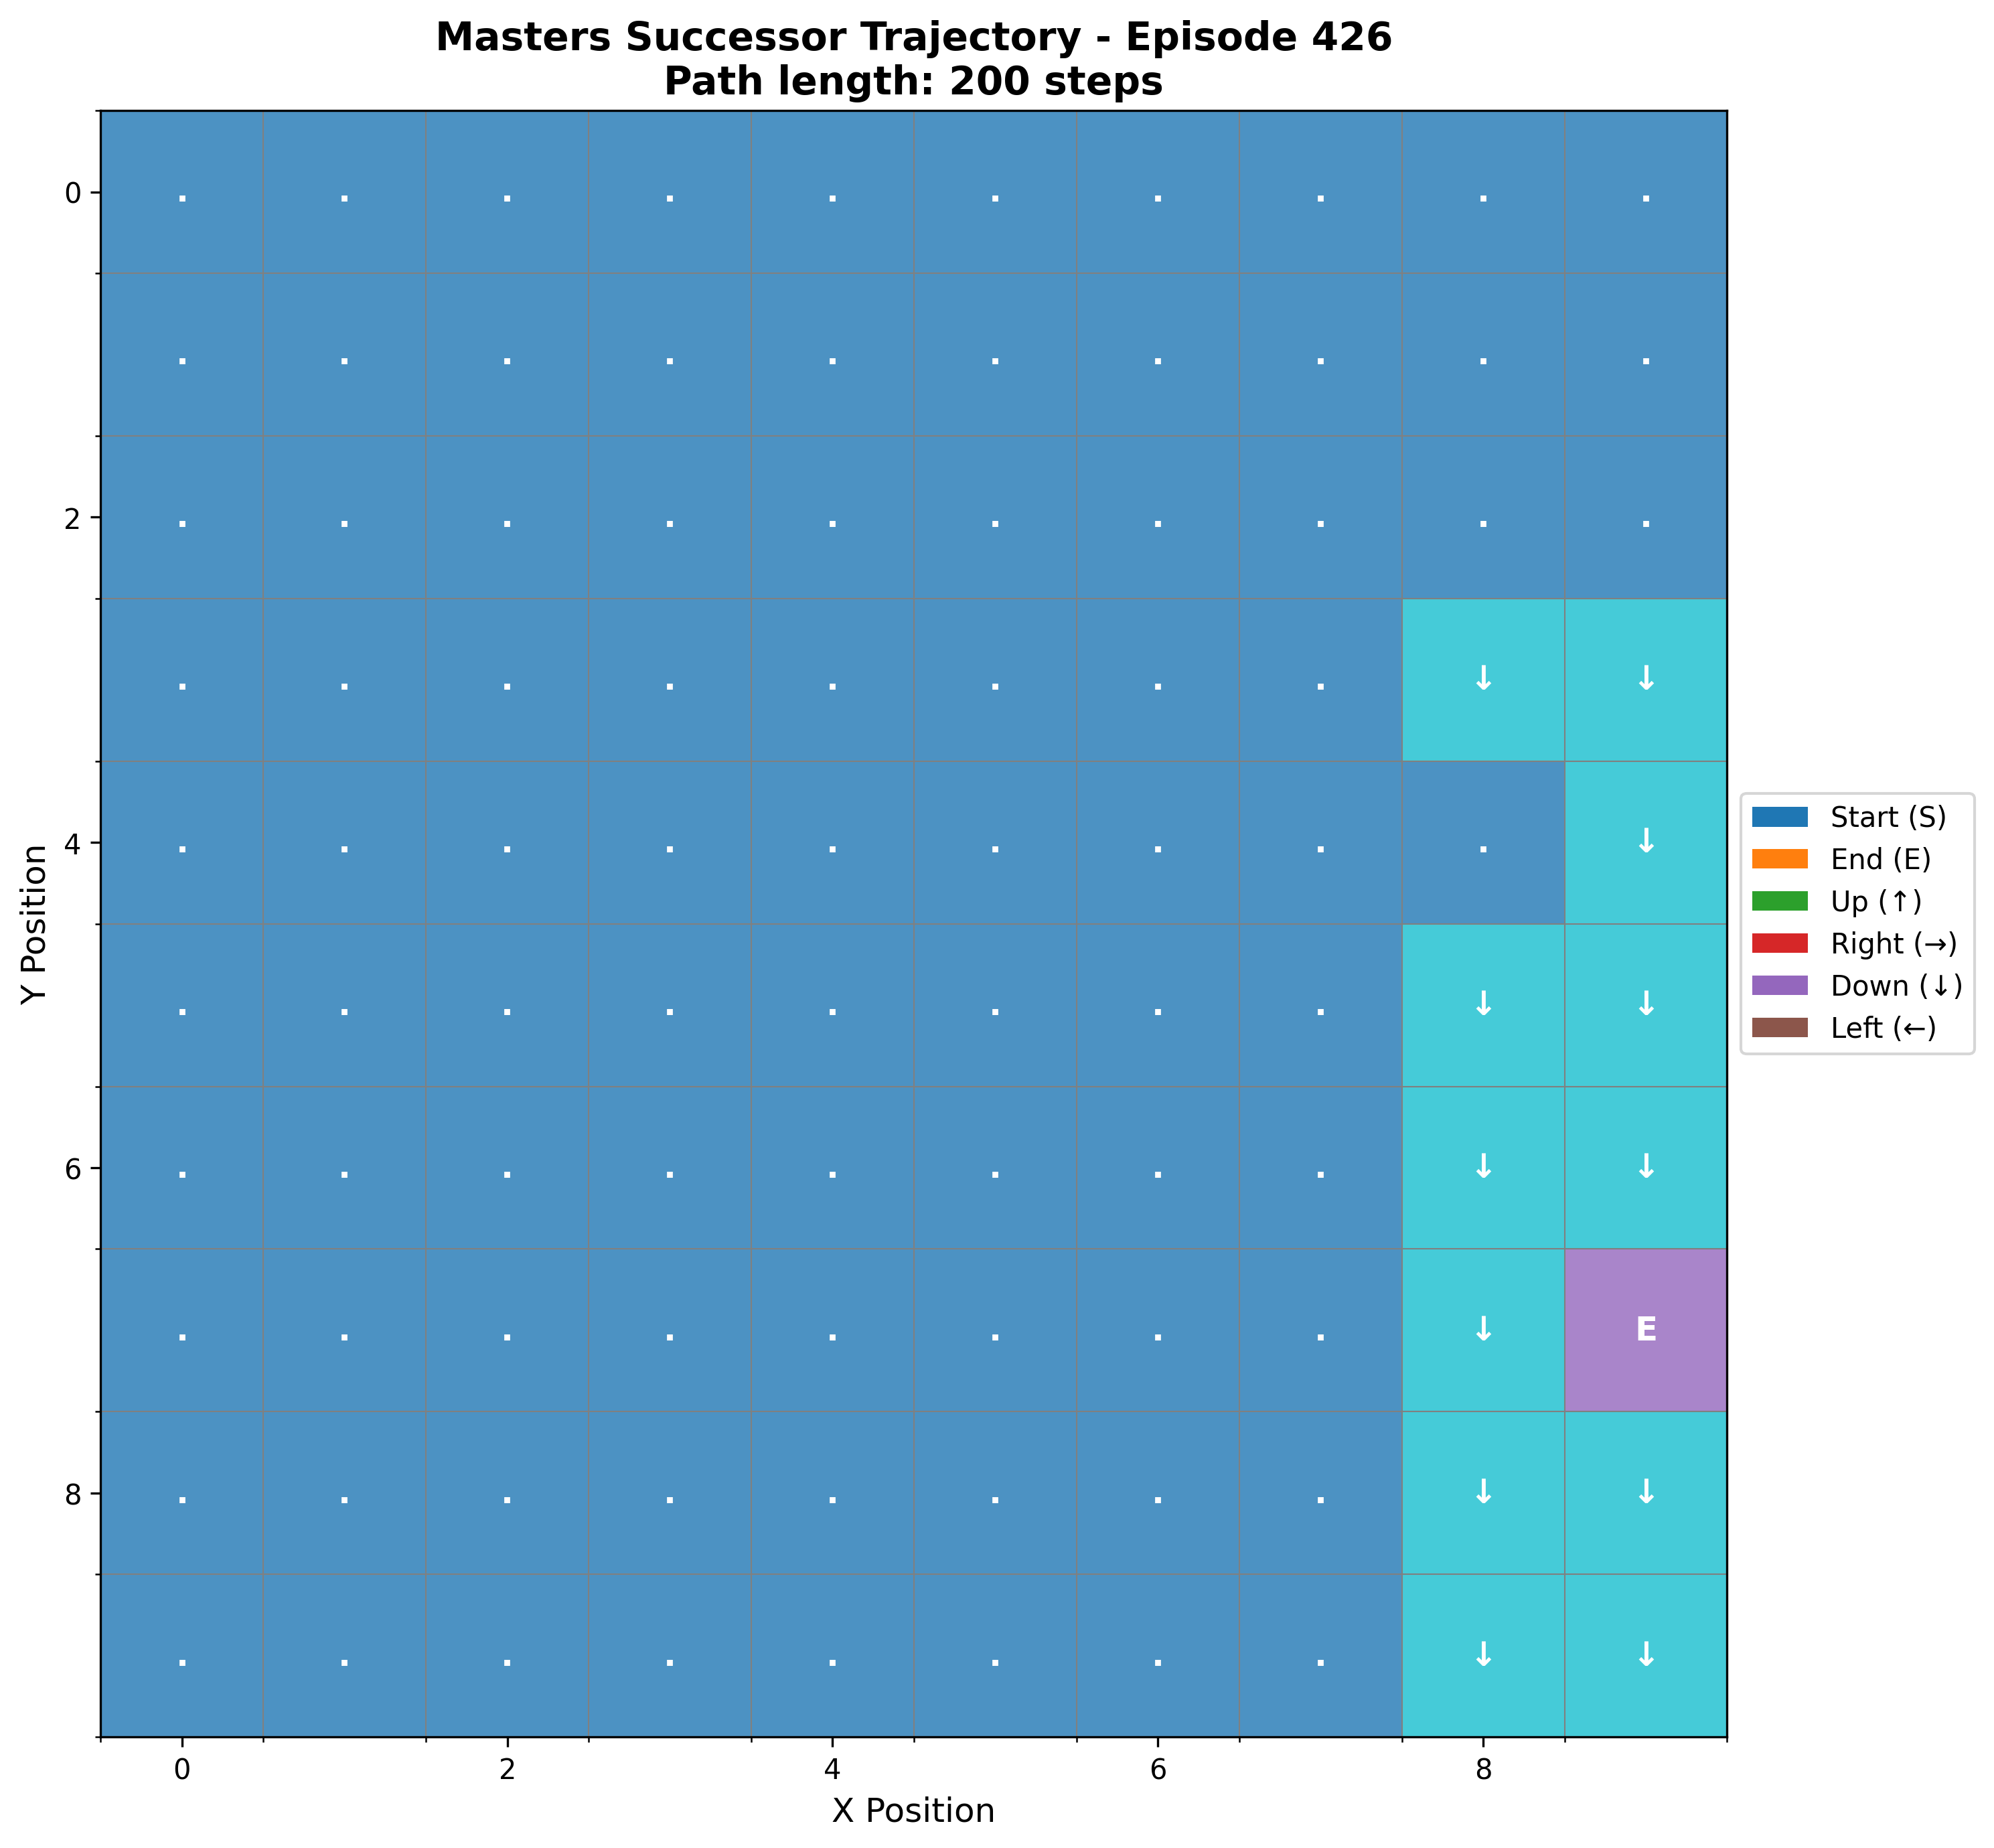 Masters Successor Trajectory - Episode 426
Path length: 200 steps
0
. . . . . . . . . .
. . . . . . . . . .
2
. . . . . . . . . .
. . . . . . . . ↓ ↓
4
. . . . . . . . . ↓
. . . . . . . . ↓ ↓
6
. . . . . . . . ↓ ↓
. . . . . . . . ↓ E
8
. . . . . . . . ↓ ↓
. . . . . . . . ↓ ↓
Y Position
0 2 4 6 8
X Position
Start (S)
End (E)
Up (↑)
Right (→)
Down (↓)
Left (←)